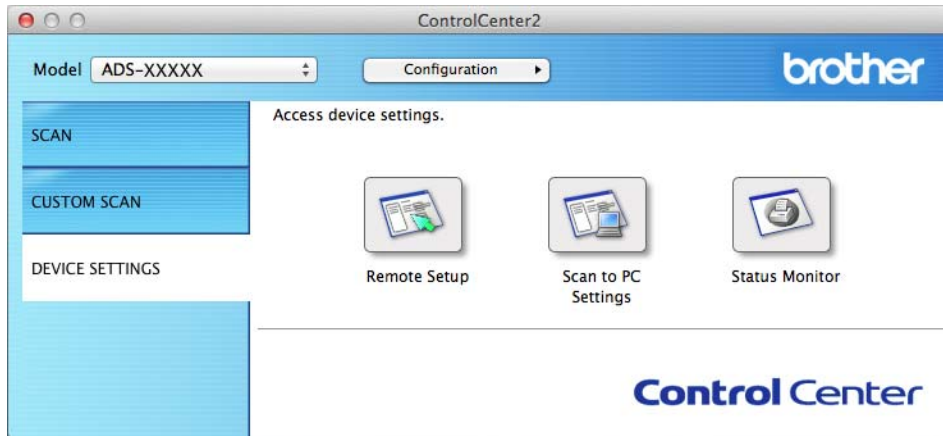 ControlCenter2
Model ADS-XXXXX Configuration brother
SCAN
CUSTOM SCAN
DEVICE SETTINGS
Access device settings.
Remote Setup
Scan to PC
Settings
Status Monitor
Control Center